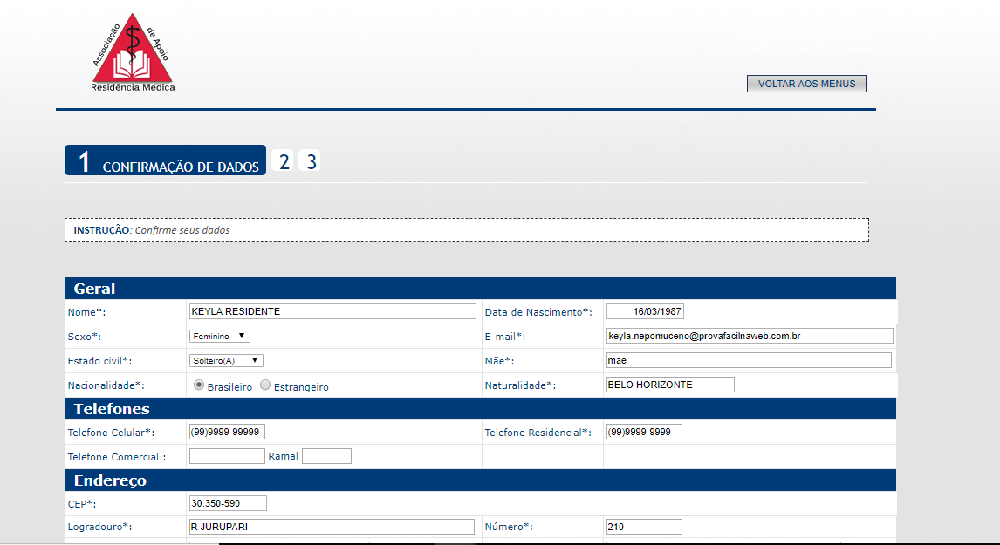 Associação de Apoio
Residência Médica
VOLTAR AOS MENUS
1 CONFIRMAÇÃO DE DADOS 2 3
INSTRUÇÃO: Confirme seus dados
Geral
Nome*: KEYLA RESIDENTE Data de Nascimento*: 16/03/1987
Sexo*: Feminino E-mail*: keyla.nepomuceno@provafacilnaweb.com.br
Estado civil*: Solteiro(A) Mãe*: mae
Nacionalidade*: Brasileiro Estrangeiro Naturalidade*: BELO HORIZONTE
Telefones
Telefone Celular*: (99)9999-99999 Telefone Residencial*: (99)9999-9999
Telefone Comercial : Ramal
Endereço
CEP*: 30.350-590
Logradouro*: R JURUPARI Número*: 210